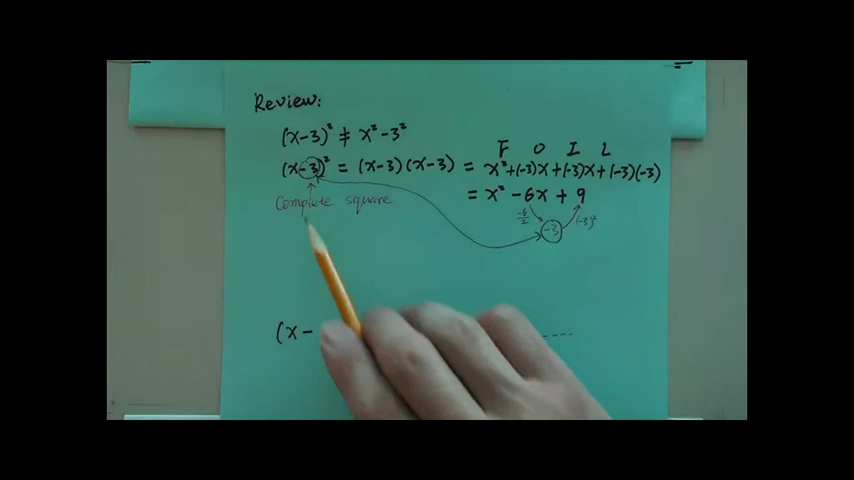 Review:
(x-3)² ≠ x² - 3²
F O I L
(x-3)² = (x-3)(x-3) = x²+(-3)x+(-3)x+(-3)(-3)
= x² - 6x + 9
Complete square
-6/2 -3 (-3)²
(x-